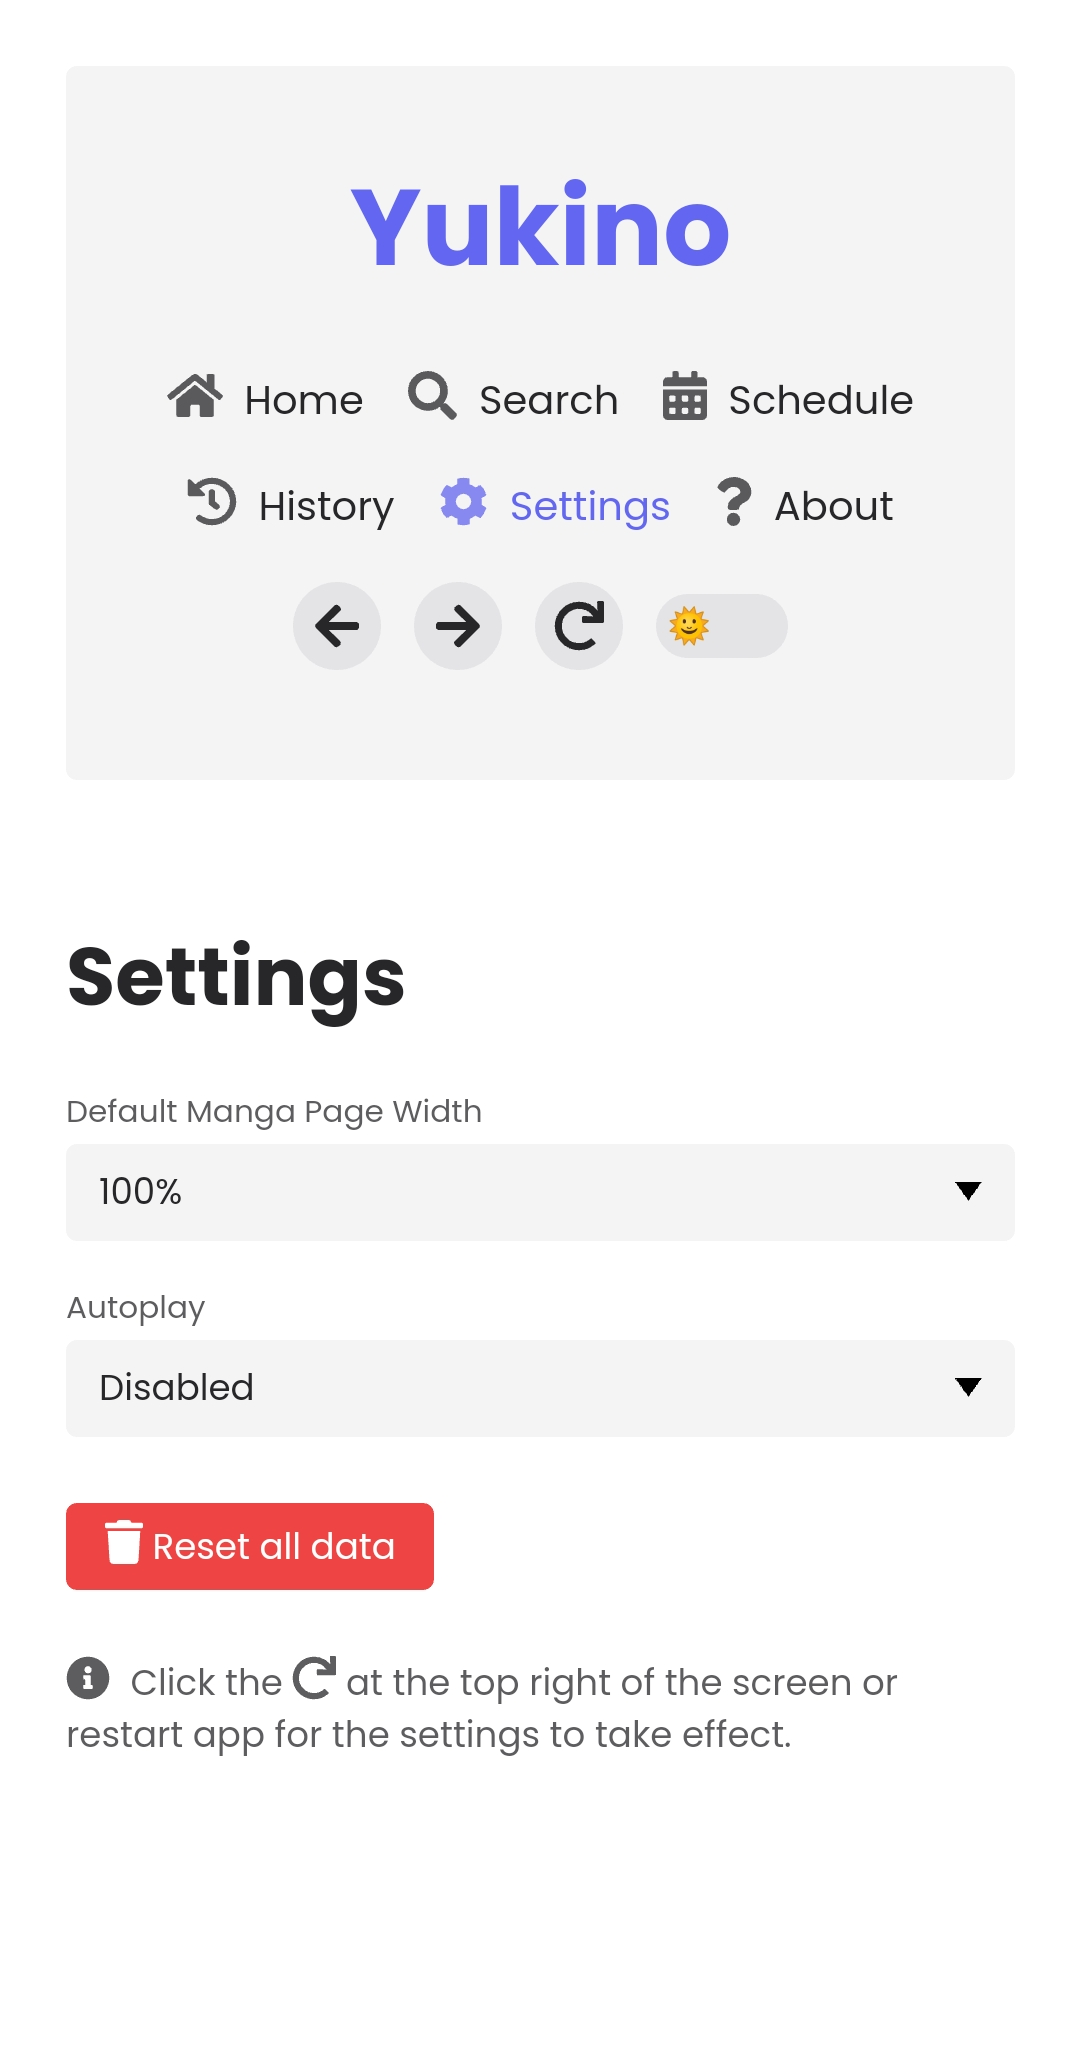 Yukino
Home Search Schedule
History Settings About
Settings
Default Manga Page Width
100%
Autoplay
Disabled
Reset all data
Click the at the top right of the screen or
restart app for the settings to take effect.